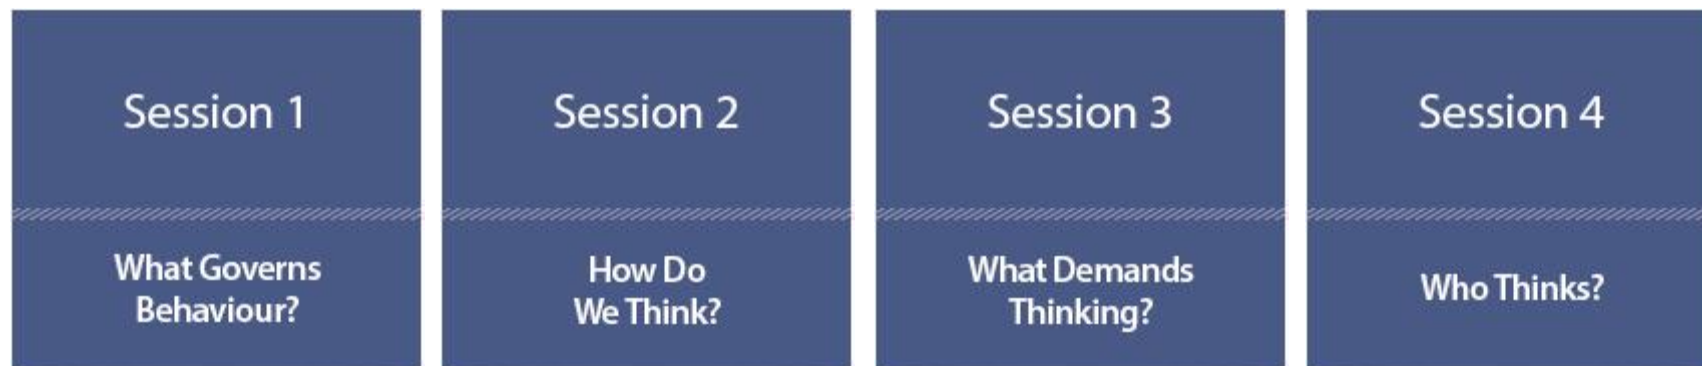 Session 1
What Governs
Behaviour?
Session 2
How Do
We Think?
Session 3
What Demands
Thinking?
Session 4
Who Thinks?